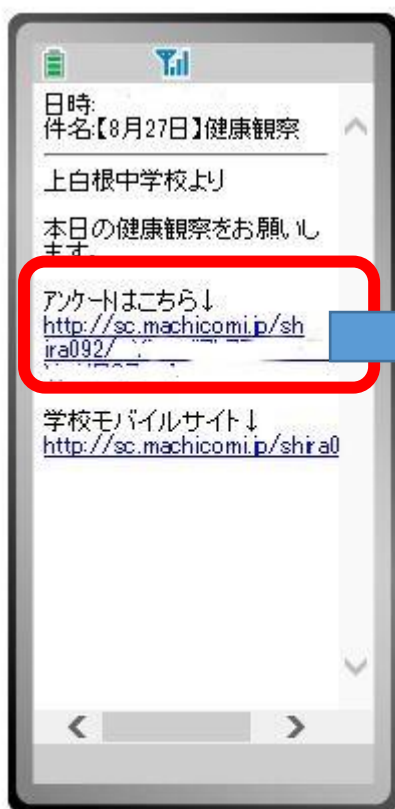 日時:
件名:【8月27日】健康観察
上白根中学校より
本日の健康観察をお願いし
ます。
アンケートはこちら↓
http://sc.machicomi.jp/sh
ira092/
学校モバイルサイト↓
http://sc.machicomi.jp/shira0